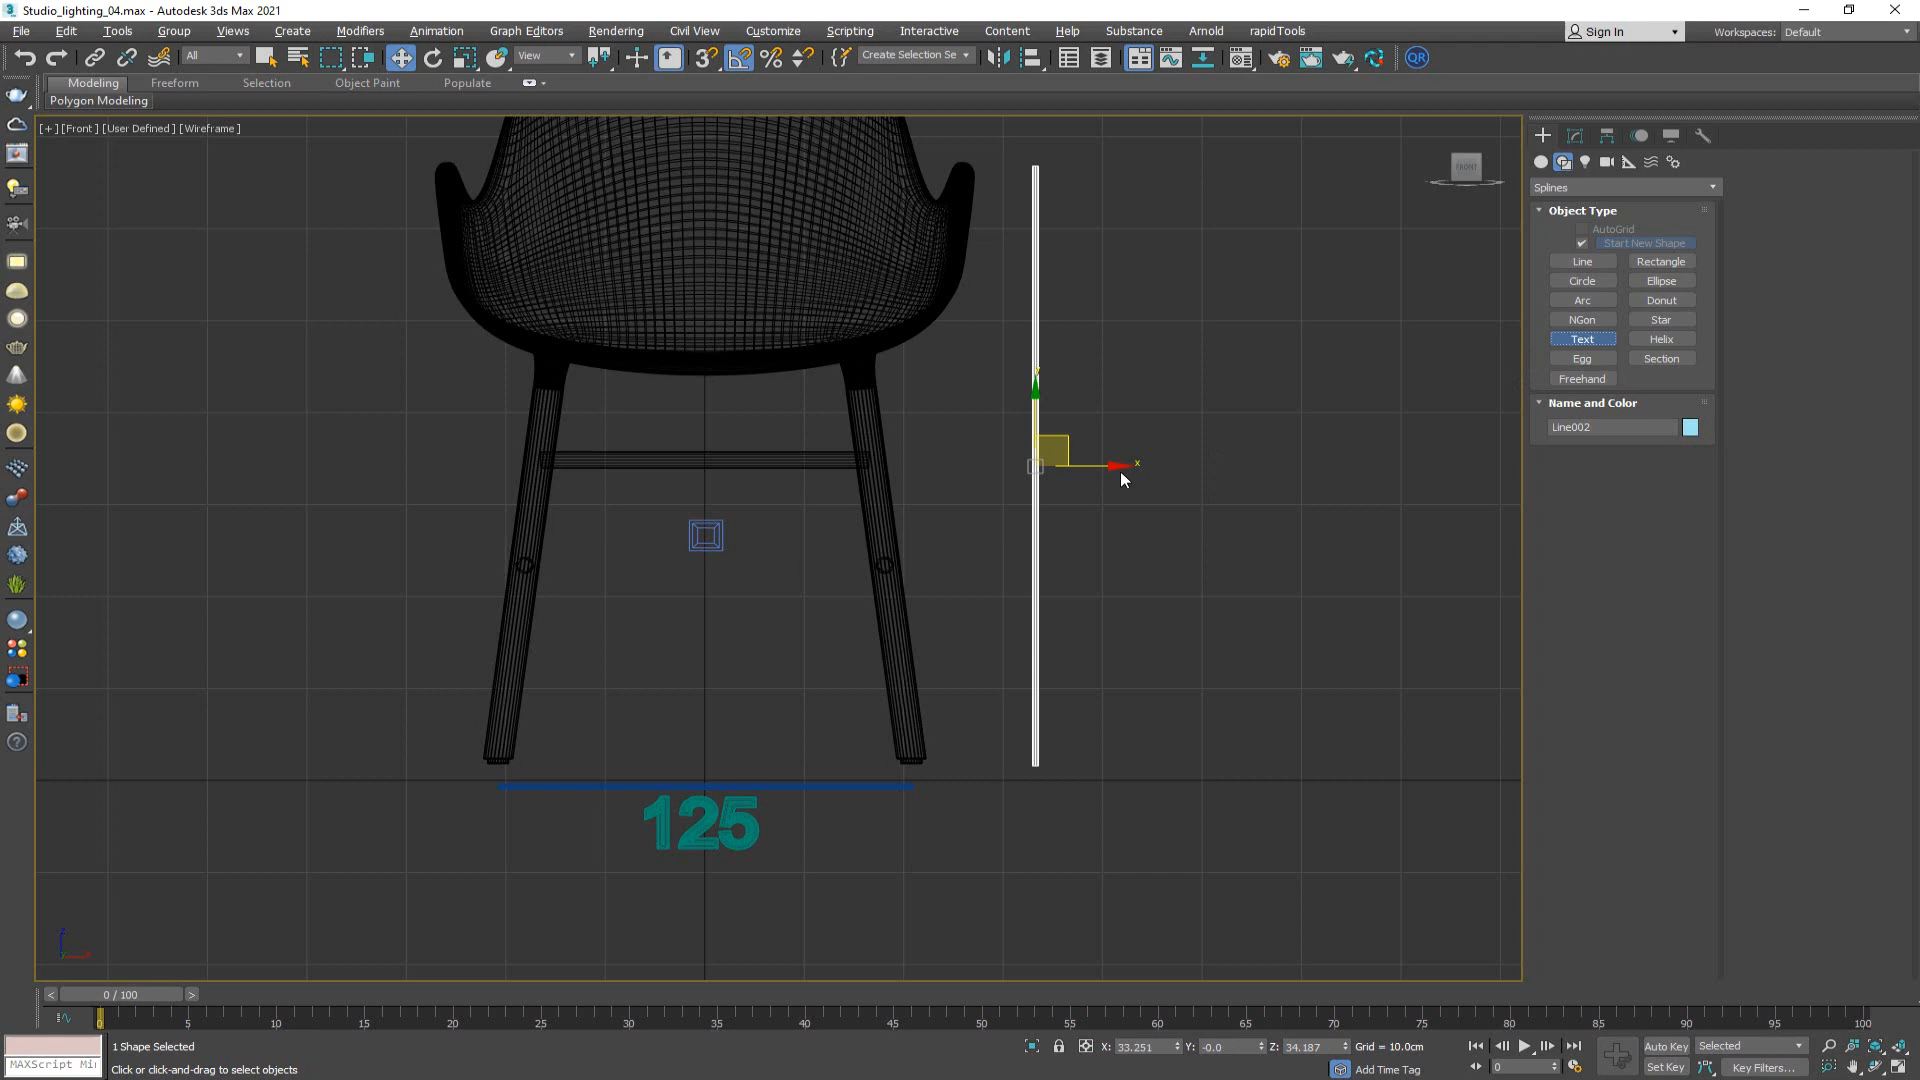 Studio_lighting_04.max - Autodesk 3ds Max 2021
File Edit Tools Group Views Create Modifiers Animation Graph Editors Rendering Civil View Customize Scripting Interactive Content Help Substance Arnold rapidTools
Sign In
Workspaces: Default
All
View
Create Selection Se
QR
Modeling Freeform Selection Object Paint Populate
Polygon Modeling
[+] [Front ] [User Defined ] [Wireframe ]
FRONT
Splines
Object Type
AutoGrid
Start New Shape
Line Rectangle
Circle Ellipse
Arc Donut
NGon Star
Text Helix
Egg Section
Freehand
Name and Color
Line002
y
x
125
z
0 / 100
0 5 10 15 20 25 30 35 40 45 50 55 60 65 70 75 80 85 90 95 100
1 Shape Selected
X: 33.251 Y: -0.0 Z: 34.187 Grid = 10.0cm
Auto Key Selected
MAXScript Mi
Click or click-and-drag to select objects
Add Time Tag
0
Set Key Key Filters...